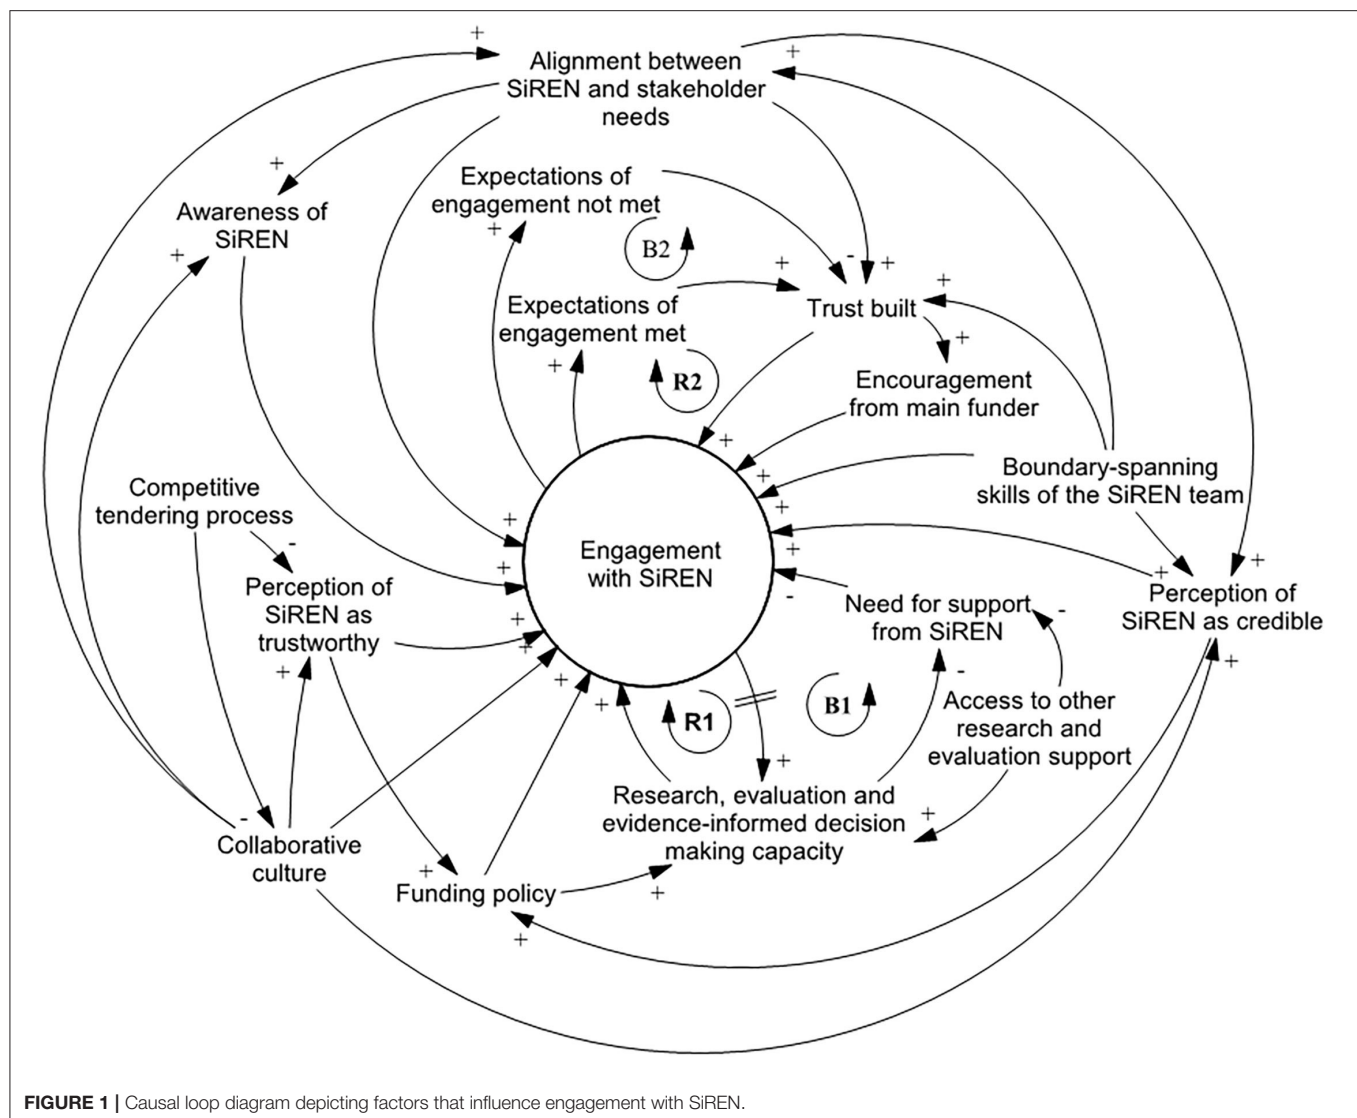 Alignment between
SiREN and stakeholder
needs
Expectations of
engagement not met
Awareness of
SiREN
B2
Expectations of
engagement met
Trust built
R2
Encouragement
from main funder
Boundary-spanning
skills of the SiREN team
Competitive
tendering process
Engagement
with SiREN
Perception of
SiREN as
trustworthy
Need for support
from SiREN
Perception of
SiREN as credible
R1
B1
Access to other
research and
evaluation support
Research, evaluation and
evidence-informed decision
making capacity
Collaborative
culture
Funding policy
FIGURE 1 | Causal loop diagram depicting factors that influence engagement with SiREN.